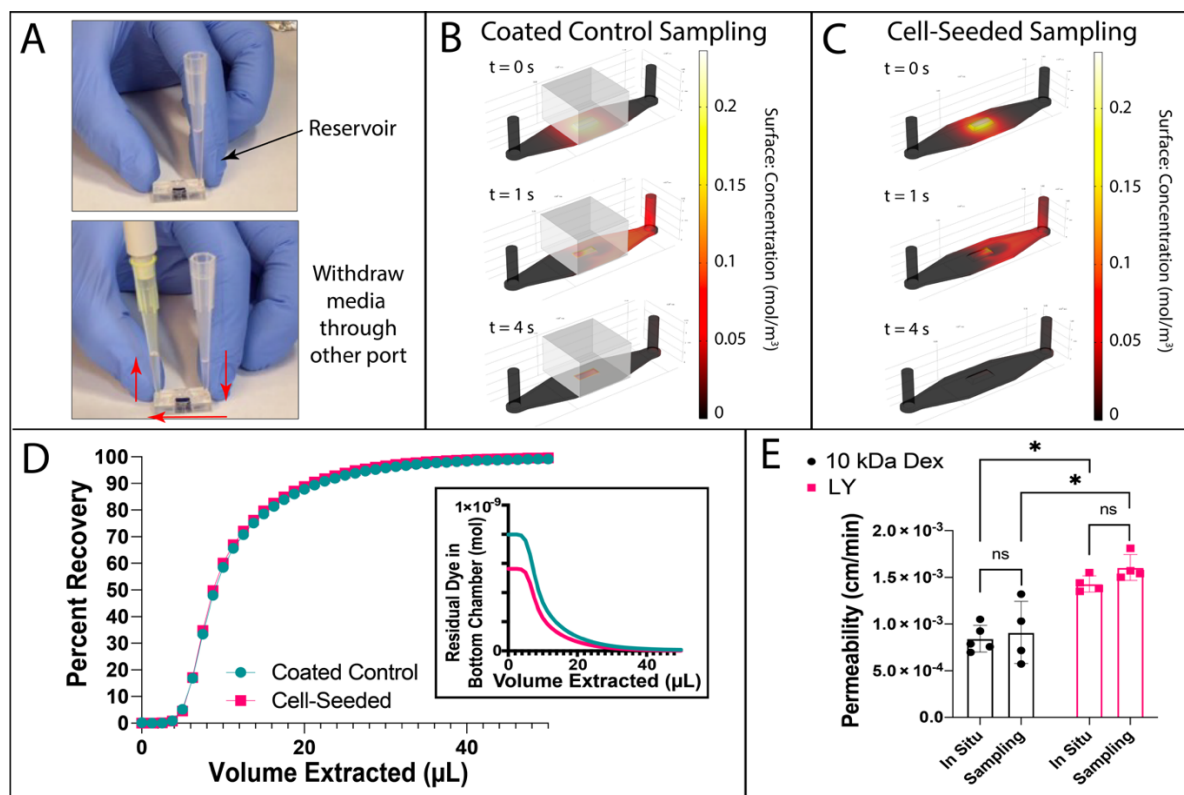 A
Reservoir
Withdraw
media
through
other port
B
Coated Control Sampling
t = 0 s
t = 1 s
t = 4 s
0.2
0.15
0.1
0.05
0
Surface: Concentration (mol/m³)
C
Cell-Seeded Sampling
t = 0 s
t = 1 s
t = 4 s
0.2
0.15
0.1
0.05
0
Surface: Concentration (mol/m³)
D
Percent Recovery
100
90
80
70
60
50
40
30
20
10
0
0
20
40
Volume Extracted (µL)
Coated Control
Cell-Seeded
Residual Dye in
Bottom Chamber (mol)
1×10⁻⁹
0
0
20
40
Volume Extracted (µL)
E
10 kDa Dex
LY
*
*
ns
ns
Permeability (cm/min)
2.0 × 10⁻³
1.5 × 10⁻³
1.0 × 10⁻³
5.0 × 10⁻⁴
0.0
In Situ
Sampling
In Situ
Sampling